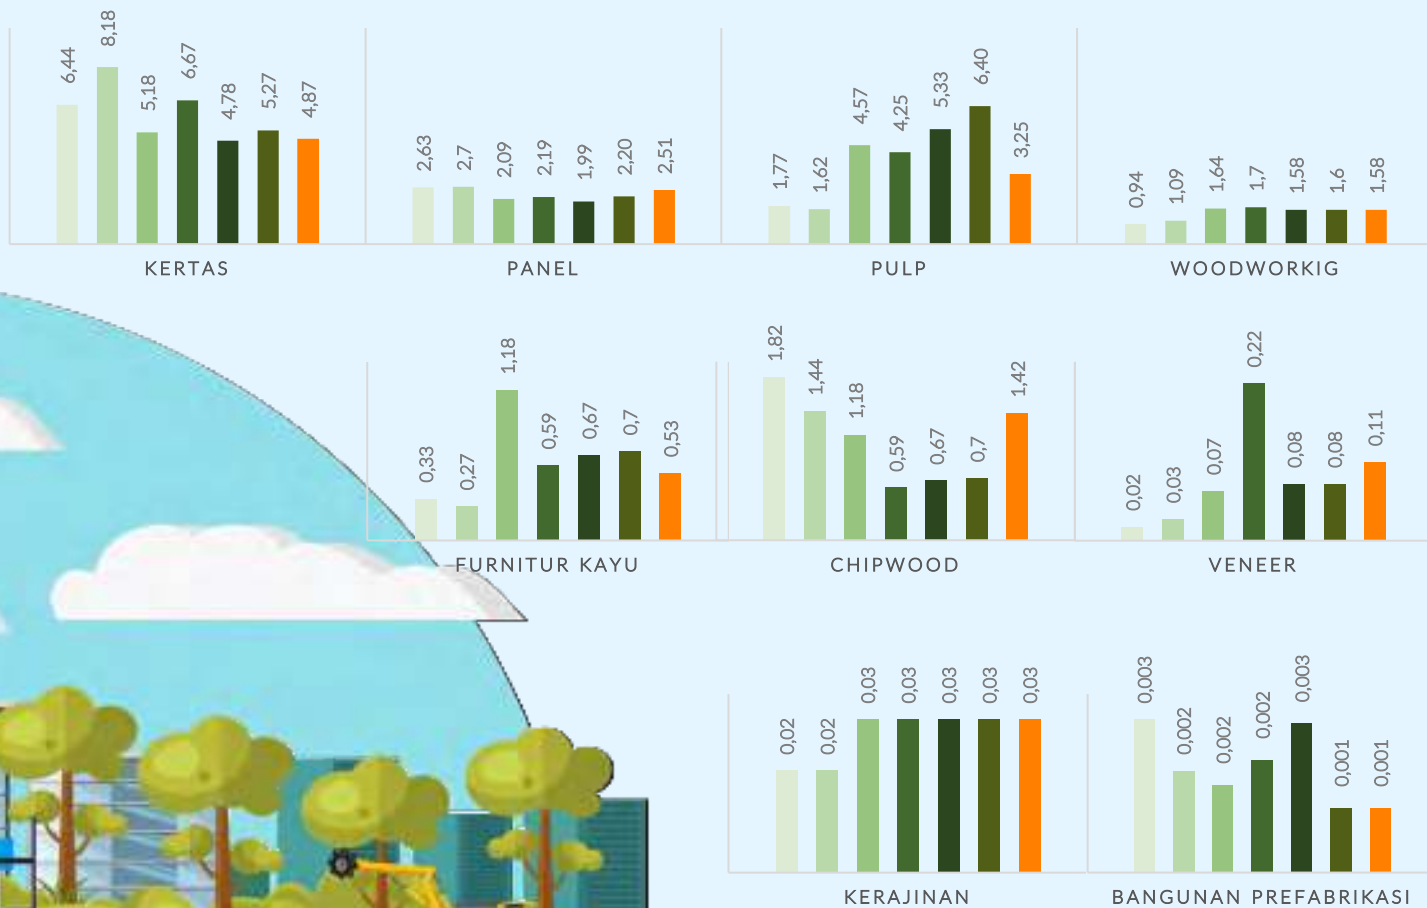 6,44 8,18 5,18 6,67 4,78 5,27 4,87
KERTAS
2,63 2,7 2,09 2,19 1,99 2,20 2,51
PANEL
1,77 1,62 4,57 4,25 5,33 6,40 3,25
PULP
0,94 1,09 1,64 1,7 1,58 1,6 1,58
WOODWORKIG
0,33 0,27 1,18 0,59 0,67 0,7 0,53
FURNITUR KAYU
1,82 1,44 1,18 0,59 0,67 0,7 1,42
CHIPWOOD
0,02 0,03 0,07 0,22 0,08 0,08 0,11
VENEER
0,02 0,02 0,03 0,03 0,03 0,03 0,03
KERAJINAN
0,003 0,002 0,002 0,002 0,003 0,001 0,001
BANGUNAN PREFABRIKASI